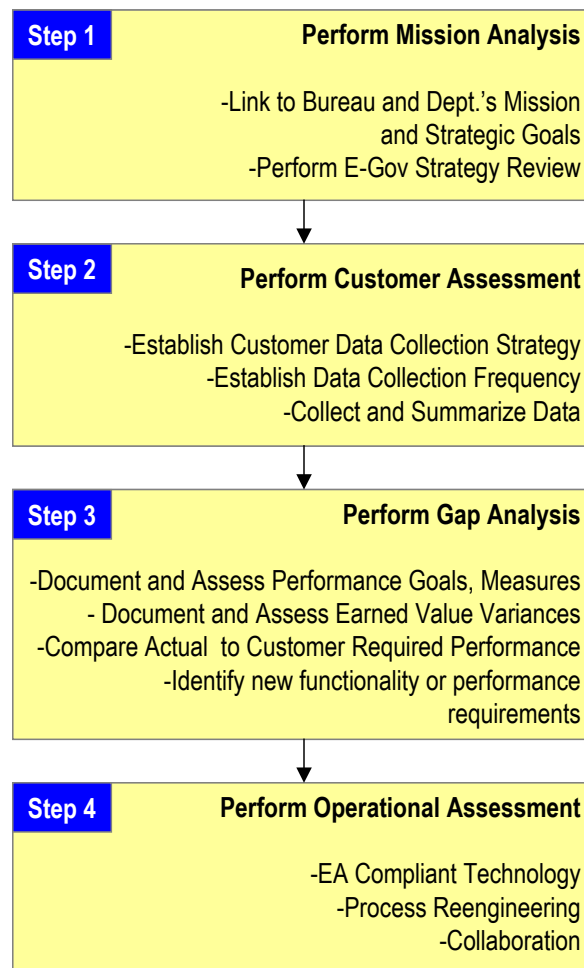 Step 1
Perform Mission Analysis
-Link to Bureau and Dept.'s Mission
and Strategic Goals
-Perform E-Gov Strategy Review
Step 2
Perform Customer Assessment
-Establish Customer Data Collection Strategy
-Establish Data Collection Frequency
-Collect and Summarize Data
Step 3
Perform Gap Analysis
-Document and Assess Performance Goals, Measures
- Document and Assess Earned Value Variances
-Compare Actual  to Customer Required Performance
-Identify new functionality or performance
requirements
Step 4
Perform Operational Assessment
-EA Compliant Technology
-Process Reengineering
-Collaboration